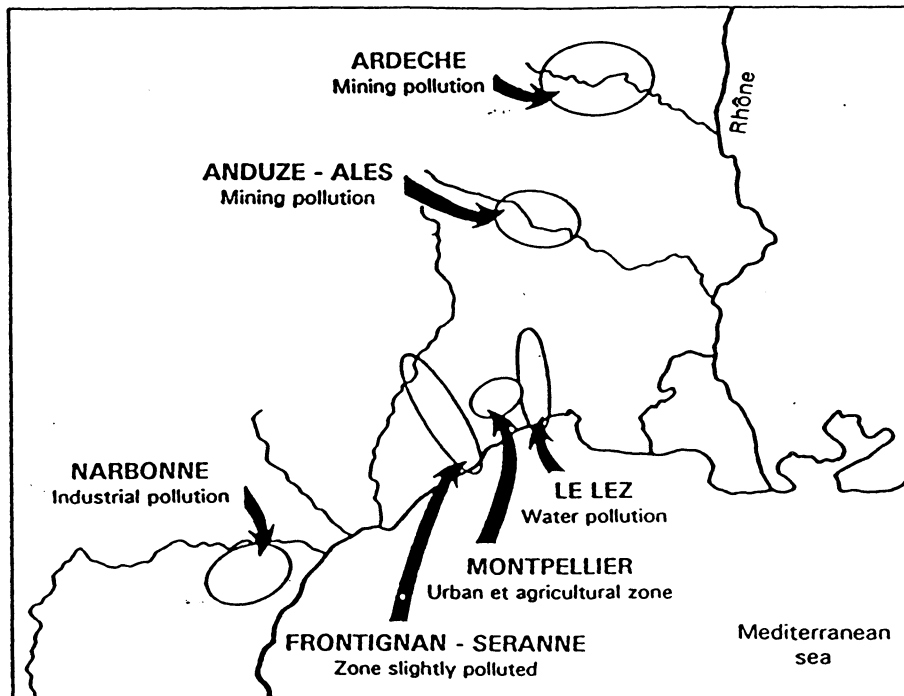 ARDECHE
Mining pollution
Rhône
ANDUZE - ALES
Mining pollution
NARBONNE
Industrial pollution
LE LEZ
Water pollution
MONTPELLIER
Urban et agricultural zone
FRONTIGNAN - SERANNE
Zone slightly polluted
Mediterranean
sea